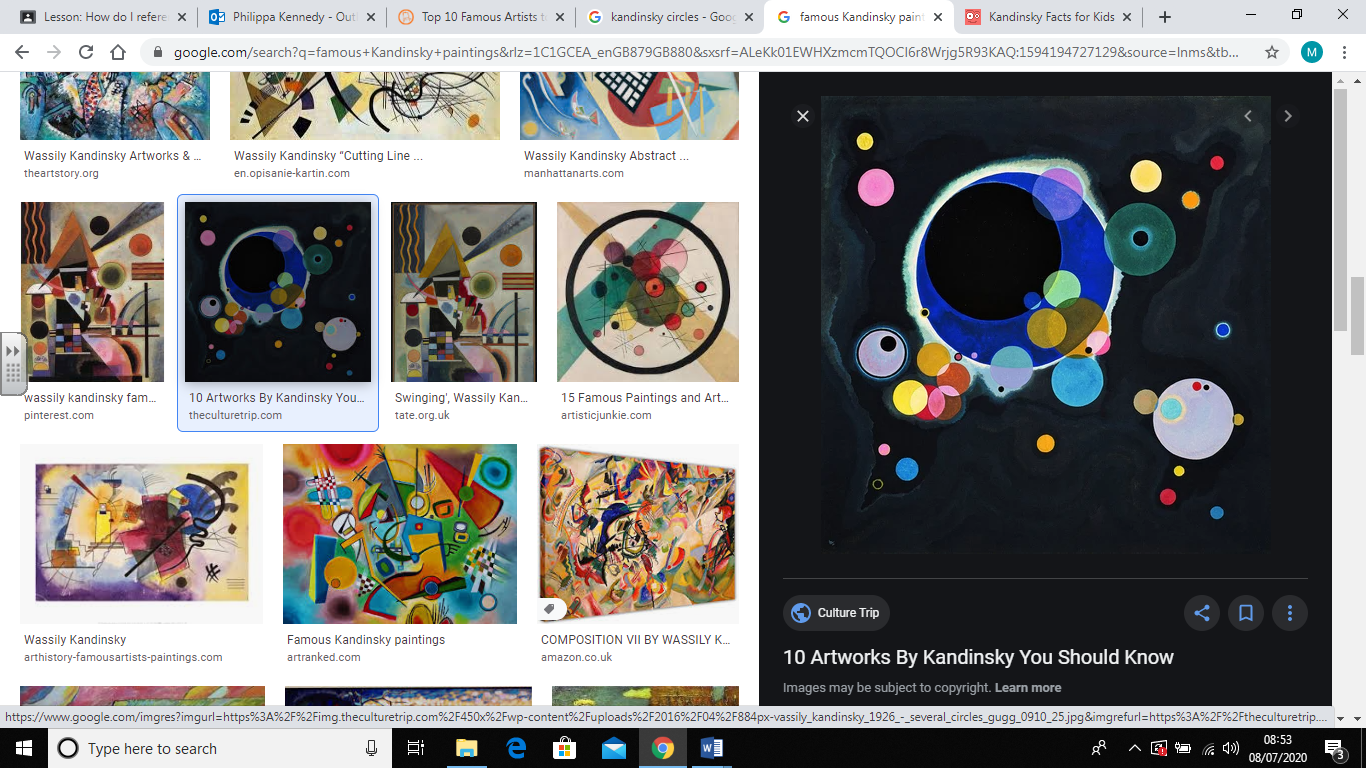 Lesson: How do I refere
Philippa Kennedy - Out
Top 10 Famous Artists t
kandinsky circles - Goog
famous Kandinsky paint
Kandinsky Facts for Kids
google.com/search?q=famous+Kandinsky+paintings&rlz=1C1GCEA_enGB879GB880&sxsrf=ALeKk01EWHXzmcmTQOCl6r8Wrjg5R93KAQ:1594194727129&source=lnms&tb...
M
Wassily Kandinsky Artworks & ...
theartstory.org
Wassily Kandinsky “Cutting Line ...
en.opisanie-kartin.com
Wassily Kandinsky Abstract ...
manhattanarts.com
wassily kandinsky fam...
pinterest.com
10 Artworks By Kandinsky You...
theculturetrip.com
Swinging', Wassily Kan...
tate.org.uk
15 Famous Paintings and Art...
artisticjunkie.com
Wassily Kandinsky
arthistory-famousartists-paintings.com
Famous Kandinsky paintings
artranked.com
COMPOSITION VII BY WASSILY K...
amazon.co.uk
Culture Trip
10 Artworks By Kandinsky You Should Know
Images may be subject to copyright. Learn more
https://www.google.com/imgres?imgurl=https%3A%2F%2Fimg.theculturetrip.com%2F450x%2Fwp-content%2Fuploads%2F2016%2F04%2F884px-vassily_kandinsky_1926_-_several_circles_gugg_0910_25.jpg&imgrefurl=https%3A%2F%2Ftheculturetrip....
Type here to search
08:53
08/07/2020
3